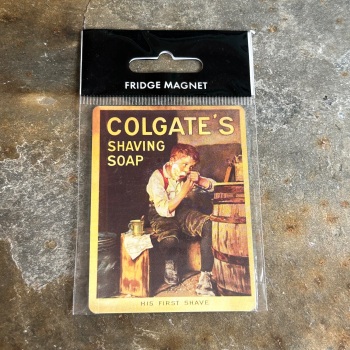 FRIDGE MAGNET
COLGATE'S
SHAVING
SOAP
HIS FIRST SHAVE